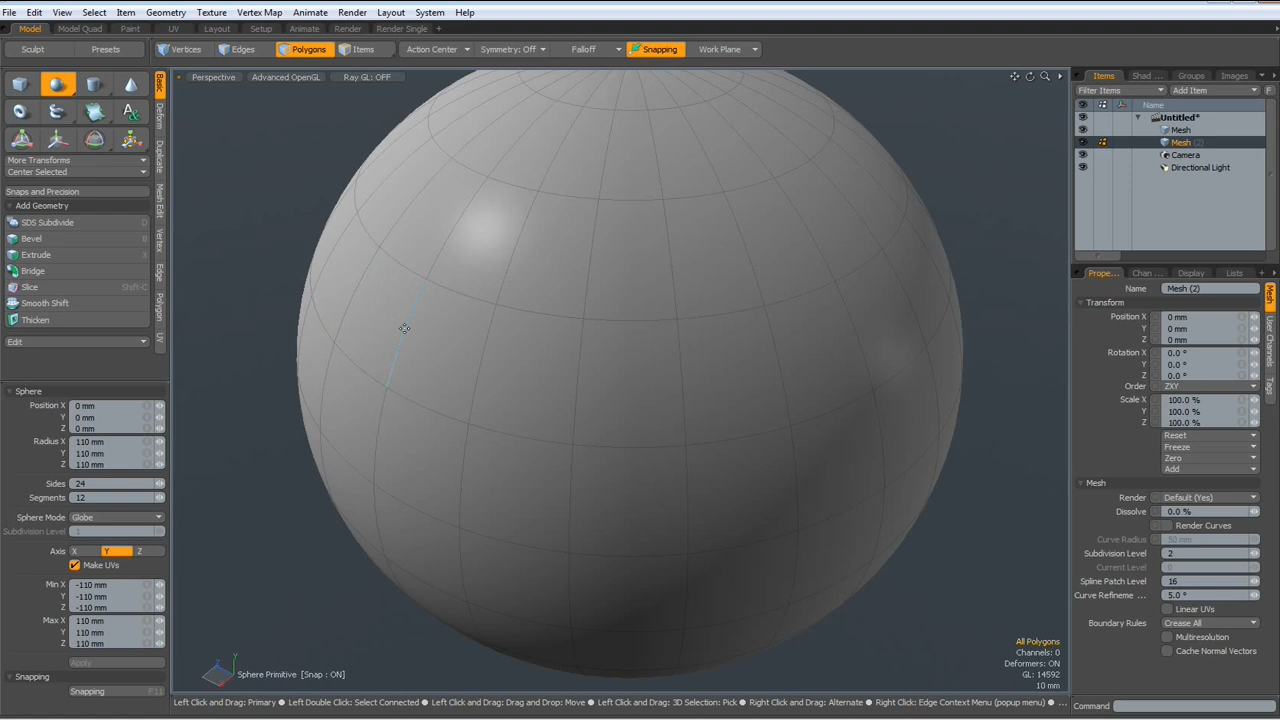 File Edit View Select Item Geometry Texture Vertex Map Animate Render Layout System Help
Model Model Quad Paint UV Layout Setup Animate Render Render Single +
Sculpt Presets Vertices Edges Polygons Items Action Center Symmetry: Off Falloff Snapping Work Plane
Perspective Advanced OpenGL Ray GL: OFF
Items Shad ... Groups Images
Filter Items Add Item F
Name
Untitled*
Mesh
Mesh (2)
Camera
Directional Light
Basic
Deform
Duplicate
Mesh Edit
Vertex
Edge
Polygon
UV
More Transforms
Center Selected
Snaps and Precision
Add Geometry
SDS Subdivide D
Bevel B
Extrude X
Bridge
Slice Shift-C
Smooth Shift
Thicken
Edit
Sphere
Position X 0 mm
Y 0 mm
Z 0 mm
Radius X 110 mm
Y 110 mm
Z 110 mm
Sides 24
Segments 12
Sphere Mode Globe
Subdivision Level 1
Axis X Y Z
Make UVs
Min X -110 mm
Y -110 mm
Z -110 mm
Max X 110 mm
Y 110 mm
Z 110 mm
Apply
Snapping
Snapping F11
Y
Sphere Primitive [Snap : ON]
All Polygons
Channels: 0
Deformers: ON
GL: 14592
10 mm
Prope... Chan ... Display Lists
Mesh
User Channels
Tags
Name Mesh (2)
Transform
Position X 0 mm
Y 0 mm
Z 0 mm
Rotation X 0.0 °
Y 0.0 °
Z 0.0 °
Order ZXY
Scale X 100.0 %
Y 100.0 %
Z 100.0 %
Reset
Freeze
Zero
Add
Mesh
Render Default (Yes)
Dissolve 0.0 %
Render Curves
Curve Radius 50 mm
Subdivision Level 2
Current Level 0
Spline Patch Level 16
Curve Refineme ... 5.0 °
Linear UVs
Boundary Rules Crease All
Multiresolution
Cache Normal Vectors
Left Click and Drag: Primary ● Left Double Click: Select Connected ● Left Click and Drag: Drag and Drop: Move ● Left Click and Drag: 3D Selection: Pick ● Right Click and Drag: Alternate ● Right Click: Edge Context Menu (popup menu) ●
Command